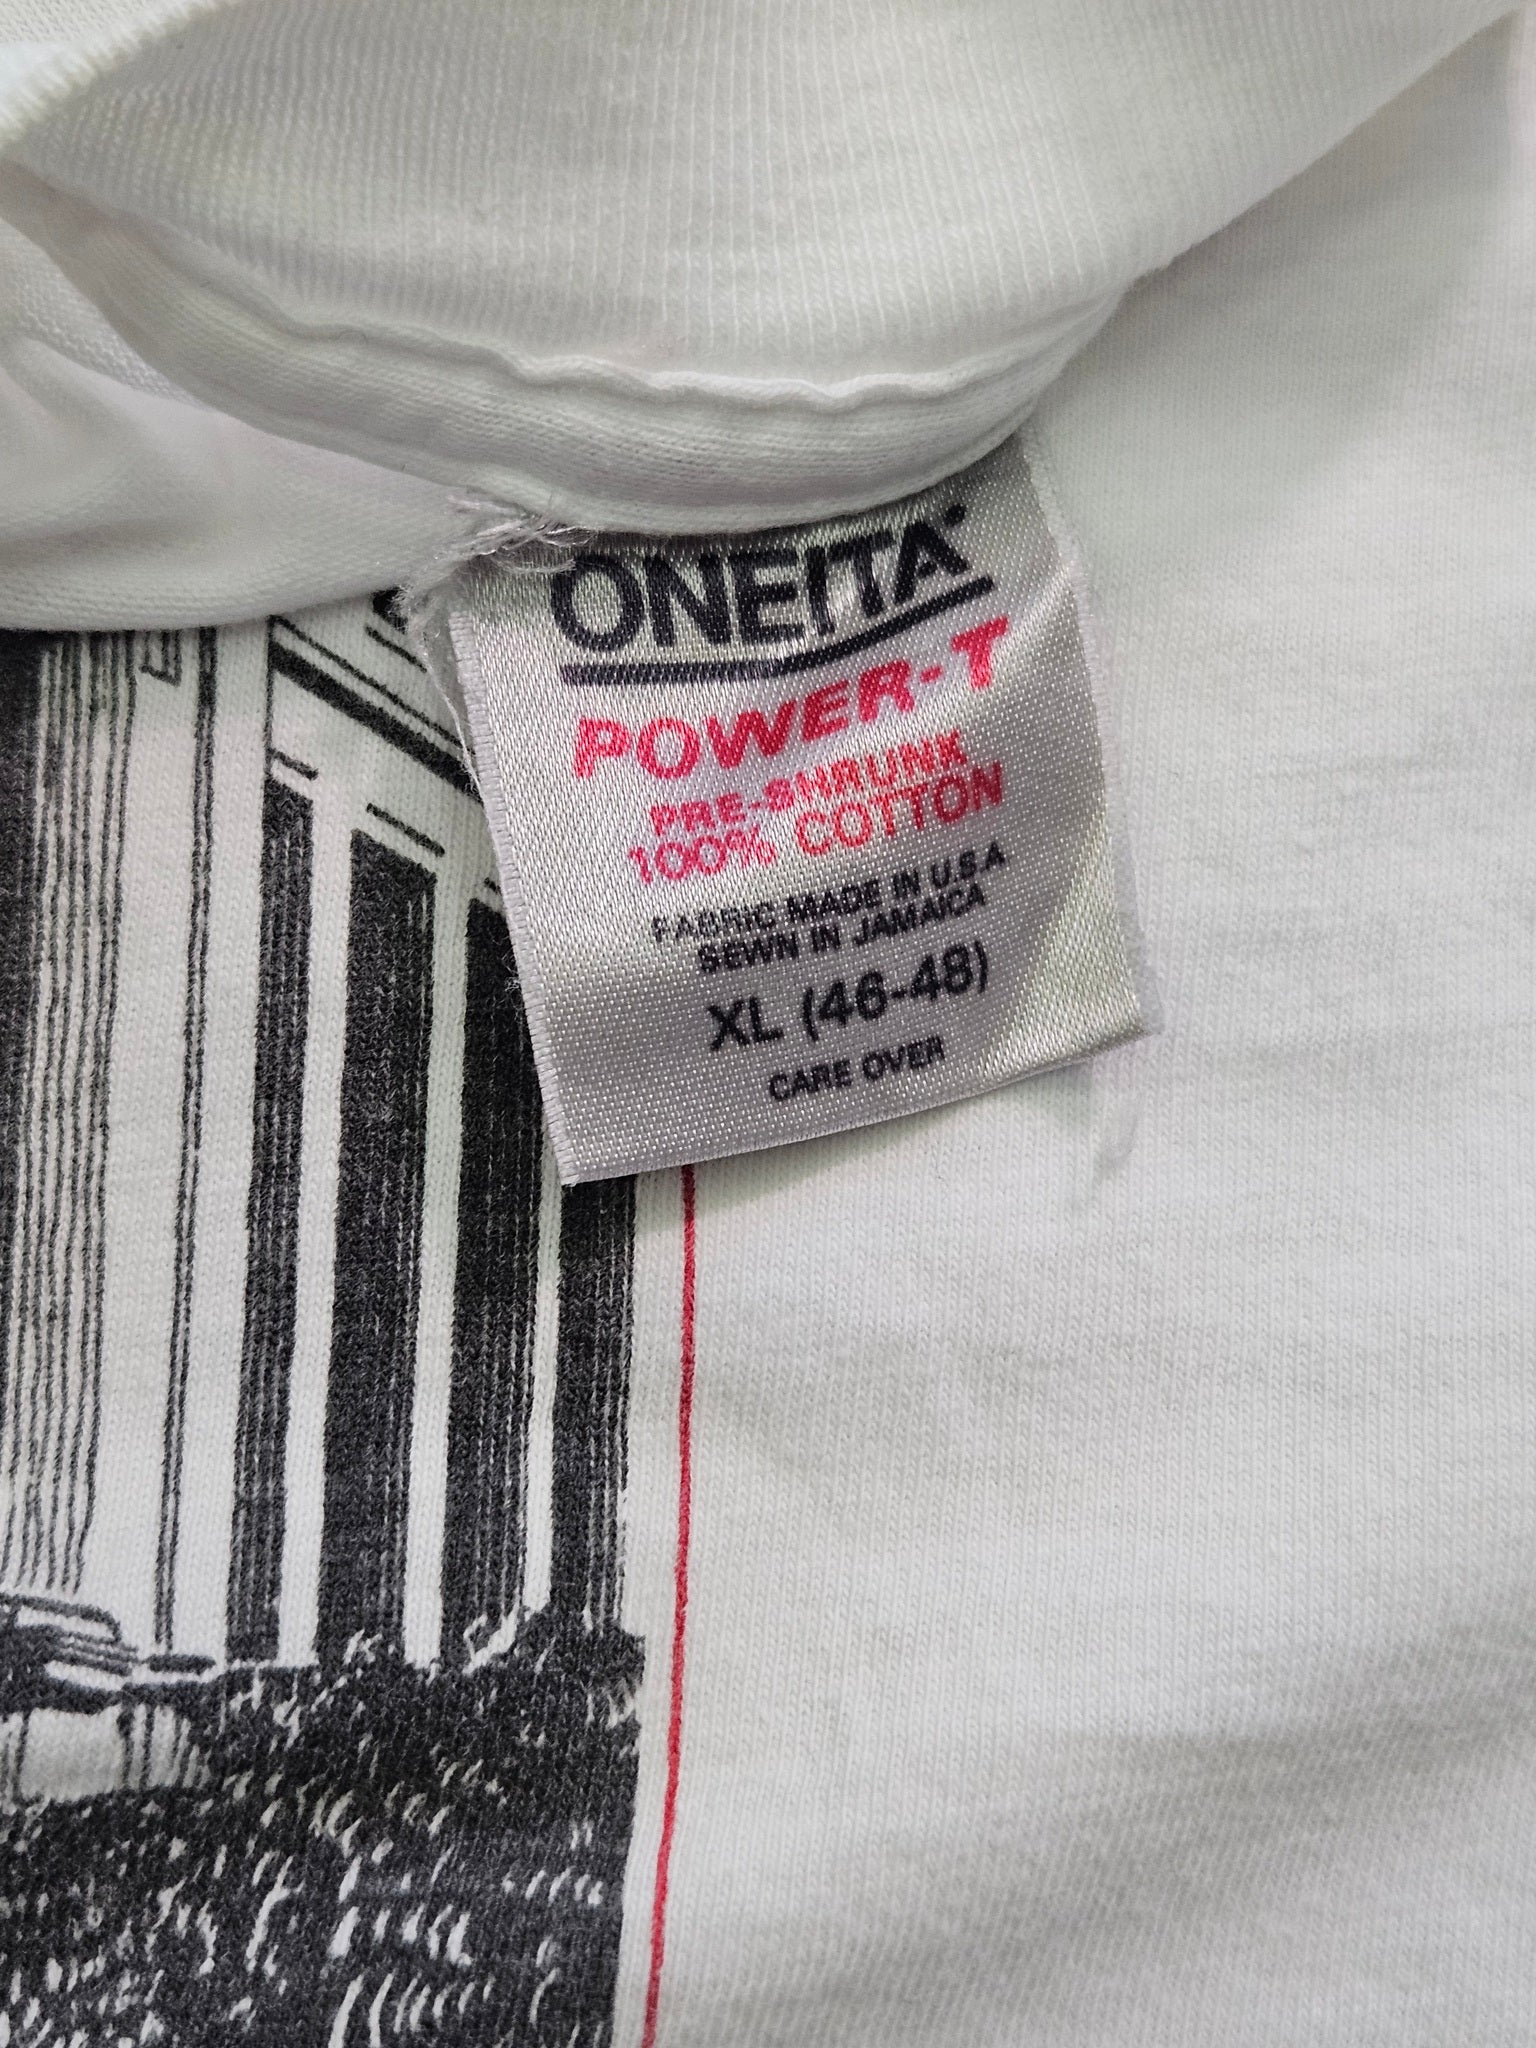 ONEITA
POWER-T
PRE-SHRUNK
100% COTTON
FABRIC MADE IN U.S.A
SEWN IN JAMAICA
XL (46-48)
CARE OVER